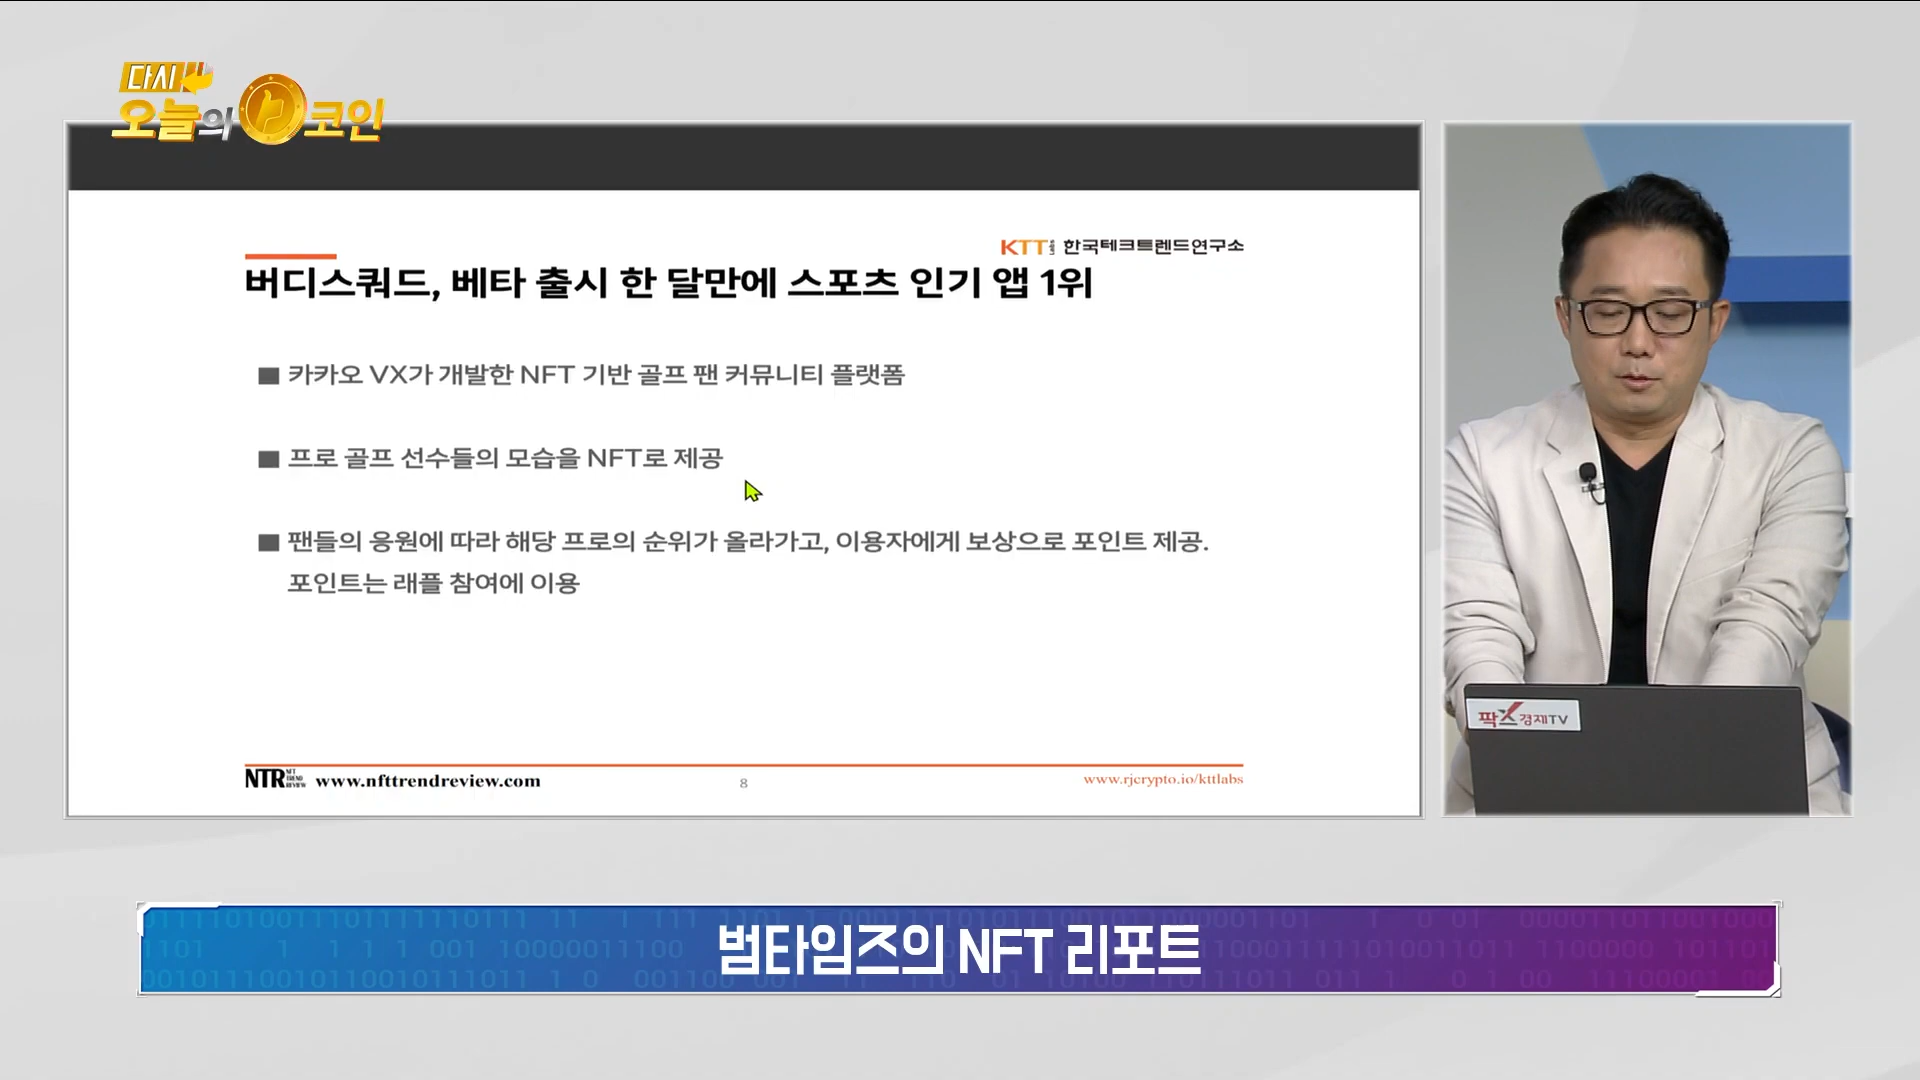 다시
오늘의 코인
KTT Labs 한국테크트렌드연구소
버디스쿼드, 베타 출시 한 달만에 스포츠 인기 앱 1위
■ 카카오 VX가 개발한 NFT 기반 골프 팬 커뮤니티 플랫폼
■ 프로 골프 선수들의 모습을 NFT로 제공
■ 팬들의 응원에 따라 해당 프로의 순위가 올라가고, 이용자에게 보상으로 포인트 제공.
포인트는 래플 참여에 이용
NTR NFT TREND REVIEW www.nfttrendreview.com
8
www.rjcrypto.io/kttlabs
팍스경제TV
범타임즈의 NFT 리포트